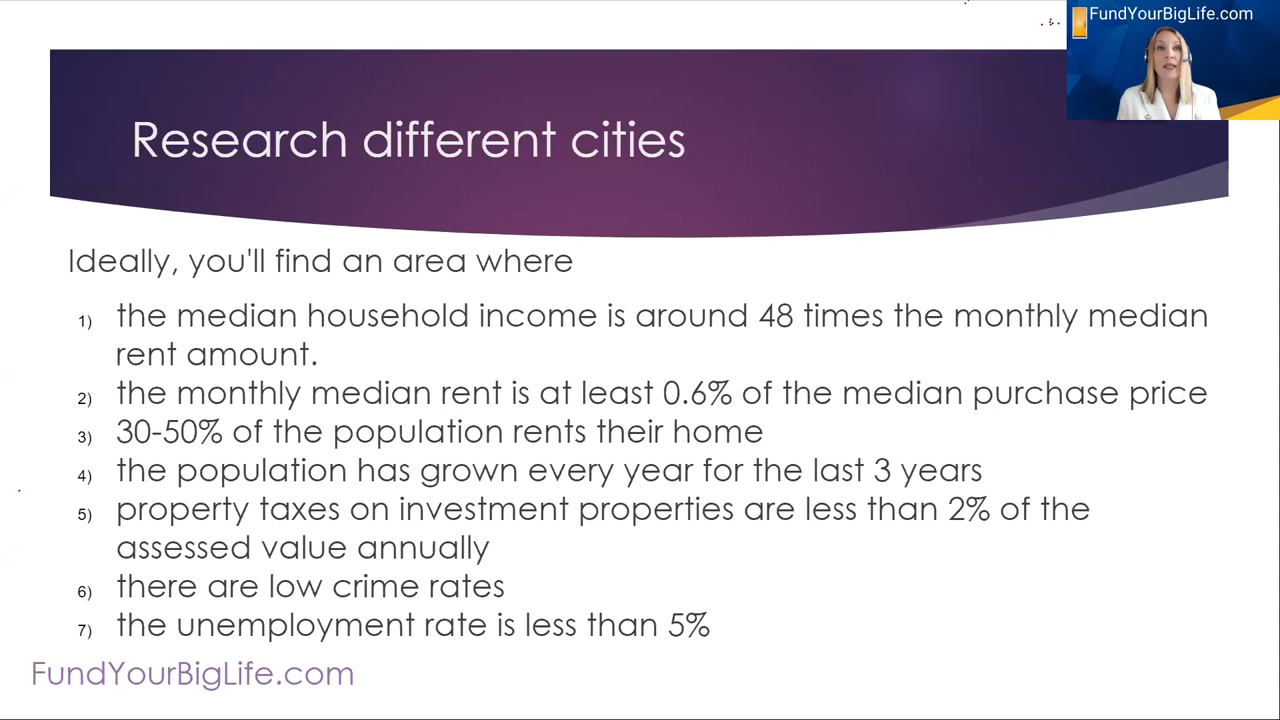 FundYourBigLife.com
Research different cities
Ideally, you'll find an area where
1) the median household income is around 48 times the monthly median
rent amount.
2) the monthly median rent is at least 0.6% of the median purchase price
3) 30-50% of the population rents their home
4) the population has grown every year for the last 3 years
5) property taxes on investment properties are less than 2% of the
assessed value annually
6) there are low crime rates
7) the unemployment rate is less than 5%
FundYourBigLife.com